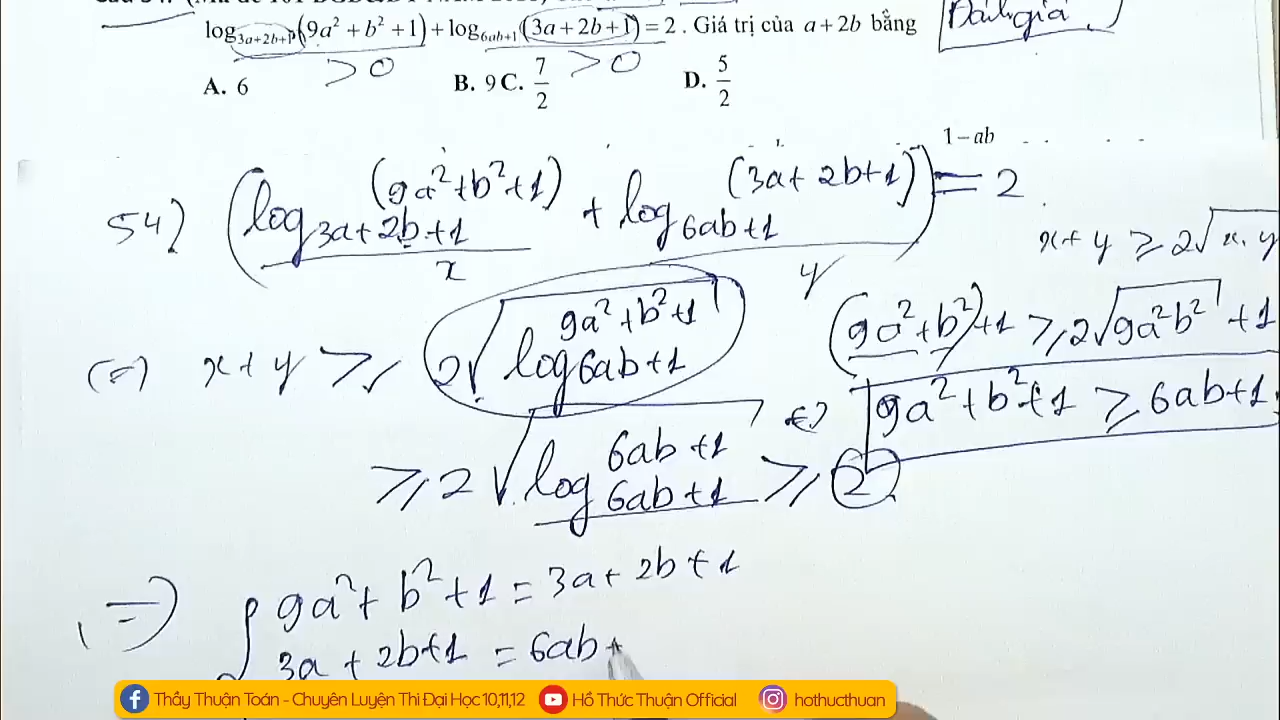 log_{3a+2b+1}(9a² + b² + 1) + log_{6ab+1}(3a + 2b + 1) = 2. Giá trị của a + 2b bằng
Đánh giá
> 0 > 0
A. 6 B. 9 C. 7/2 D. 5/2
1 − ab
54) (log_{3a+2b+1}(9a²+b²+1) + log_{6ab+1}(3a+2b+1)) = 2
x y
x + y ≥ 2√x.y
(=) x + y ≥ 2√log_{6ab+1} 9a²+b²+1
(9a²+b²)+1 ≥ 2√9a²b² + 1
(=) 9a²+b²+1 ≥ 6ab+1
≥ 2√log_{6ab+1} 6ab+1 ≥ 2
(=) { 9a² + b² + 1 = 3a + 2b + 1
3a + 2b + 1 = 6ab +
Thầy Thuận Toán - Chuyên Luyện Thi Đại Học 10,11,12 Hồ Thức Thuận Official hothucthuan